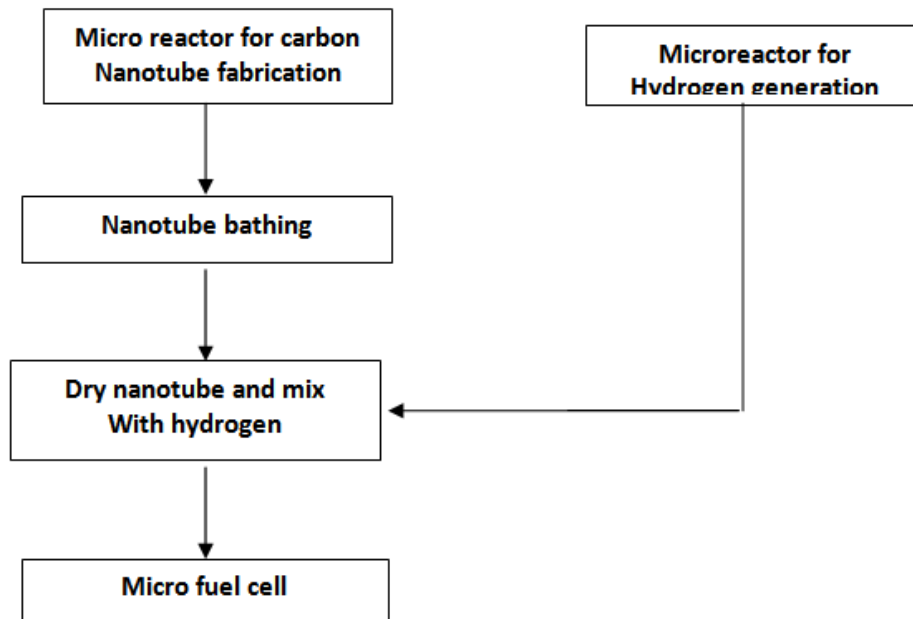 Micro reactor for carbon
Nanotube fabrication
Microreactor for
Hydrogen generation
Nanotube bathing
Dry nanotube and mix
With hydrogen
Micro fuel cell